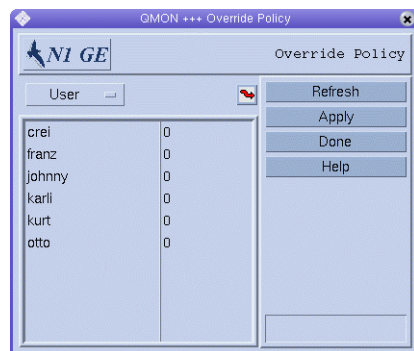 QMON +++ Override Policy
N1 GE
Override Policy
User
Refresh
Apply
Done
Help
crei 0
franz 0
johnny 0
karli 0
kurt 0
otto 0